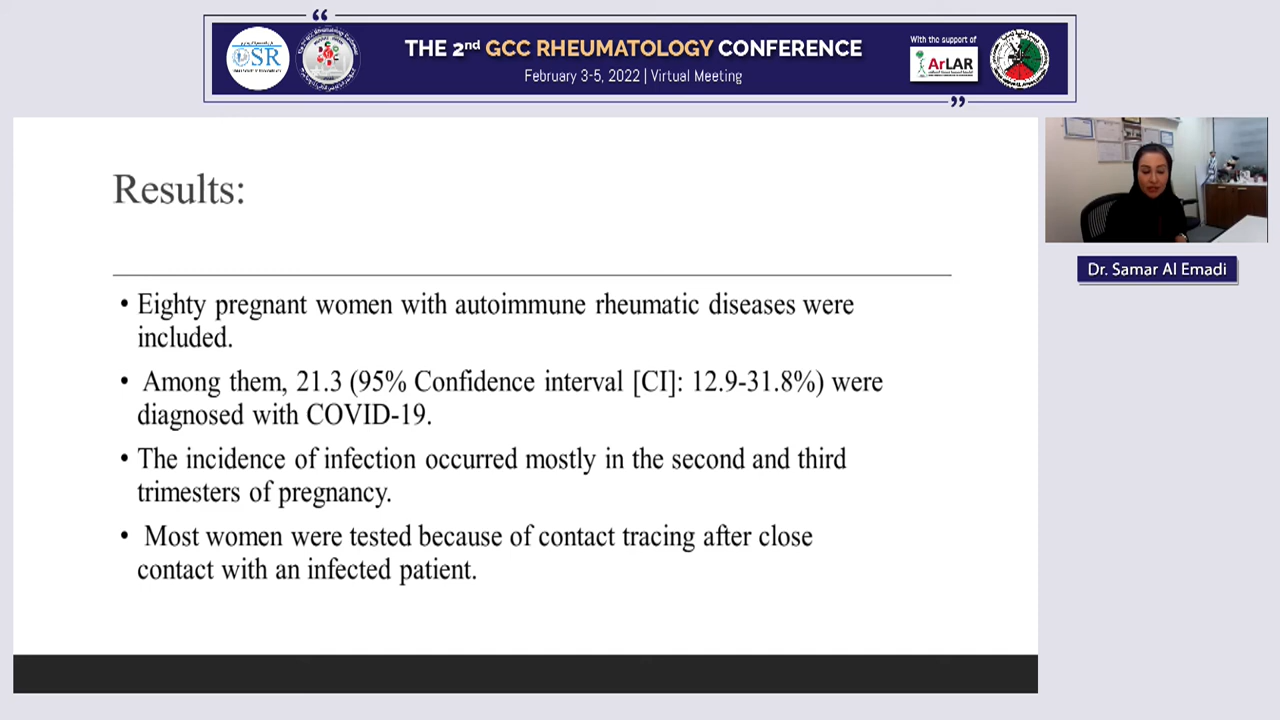 “
THE 2nd GCC RHEUMATOLOGY CONFERENCE
February 3-5, 2022 | Virtual Meeting
With the support of
OSR
ArLAR
”
Results:
• Eighty pregnant women with autoimmune rheumatic diseases were
included.
• Among them, 21.3 (95% Confidence interval [CI]: 12.9-31.8%) were
diagnosed with COVID-19.
• The incidence of infection occurred mostly in the second and third
trimesters of pregnancy.
• Most women were tested because of contact tracing after close
contact with an infected patient.
Dr. Samar Al Emadi